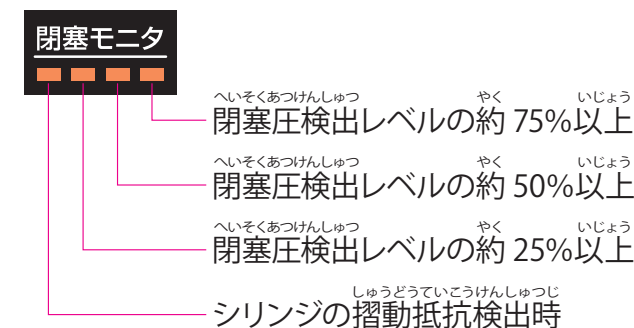 閉塞モニタ
へいそくあつけんしゅつ やく いじょう
閉塞圧検出レベルの約 75%以上
へいそくあつけんしゅつ やく いじょう
閉塞圧検出レベルの約 50%以上
へいそくあつけんしゅつ やく いじょう
閉塞圧検出レベルの約 25%以上
しゅうどうていこうけんしゅつじ
シリンジの摺動抵抗検出時